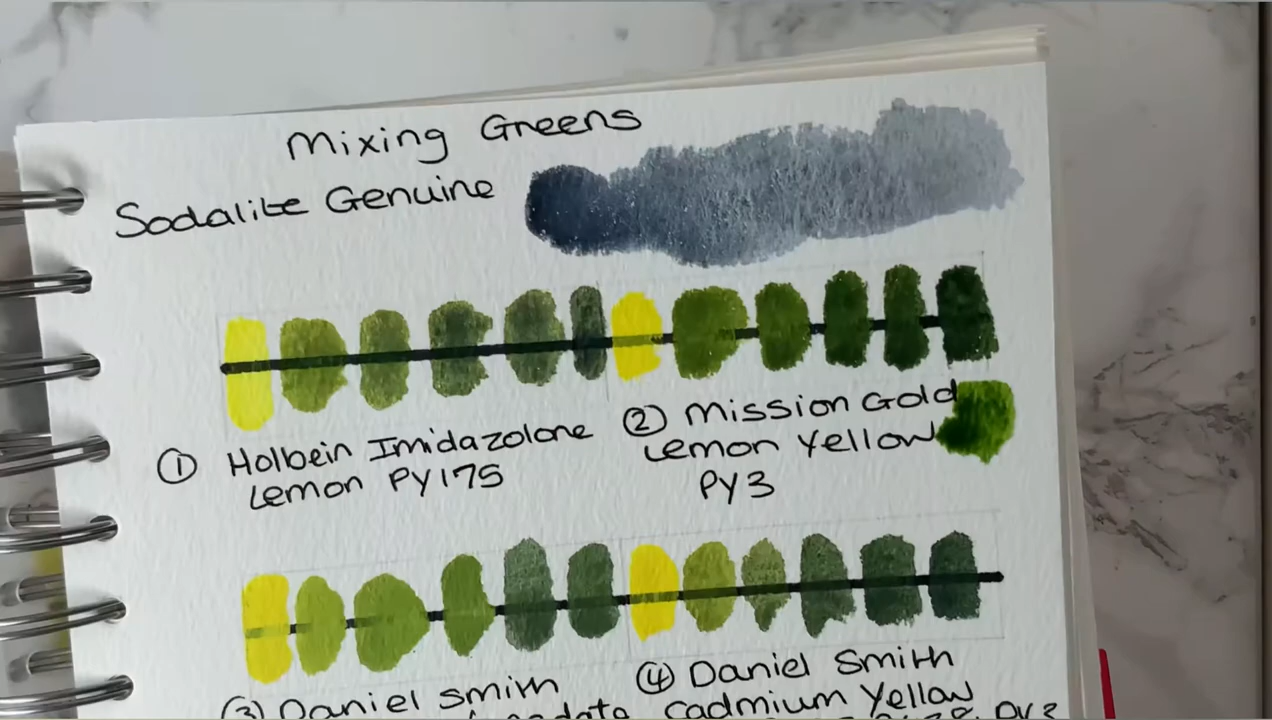 Mixing Greens
Sodalite Genuine
① Holbein Imidazolone
Lemon PY175
② Mission Gold
Lemon Yellow
PY3
③ Daniel Smith
④ Daniel Smith
Cadmium Yellow